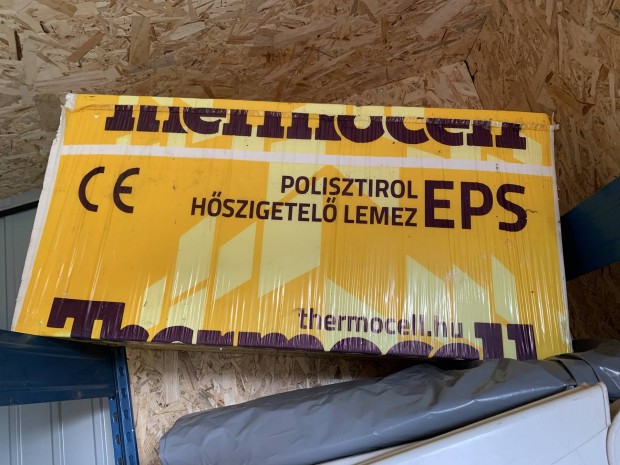 Thermocell
CE
POLISZTIROL
HŐSZIGETELŐ LEMEZ EPS
thermocell.hu
Thermocell